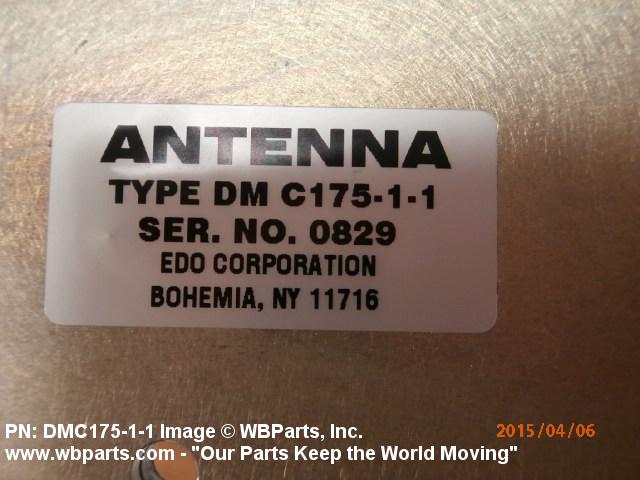 ANTENNA
TYPE DM C175-1-1
SER. NO. 0829
EDO CORPORATION
BOHEMIA, NY 11716
PN: DMC175-1-1 Image © WBParts, Inc.
2015/04/06
www.wbparts.com - "Our Parts Keep the World Moving"